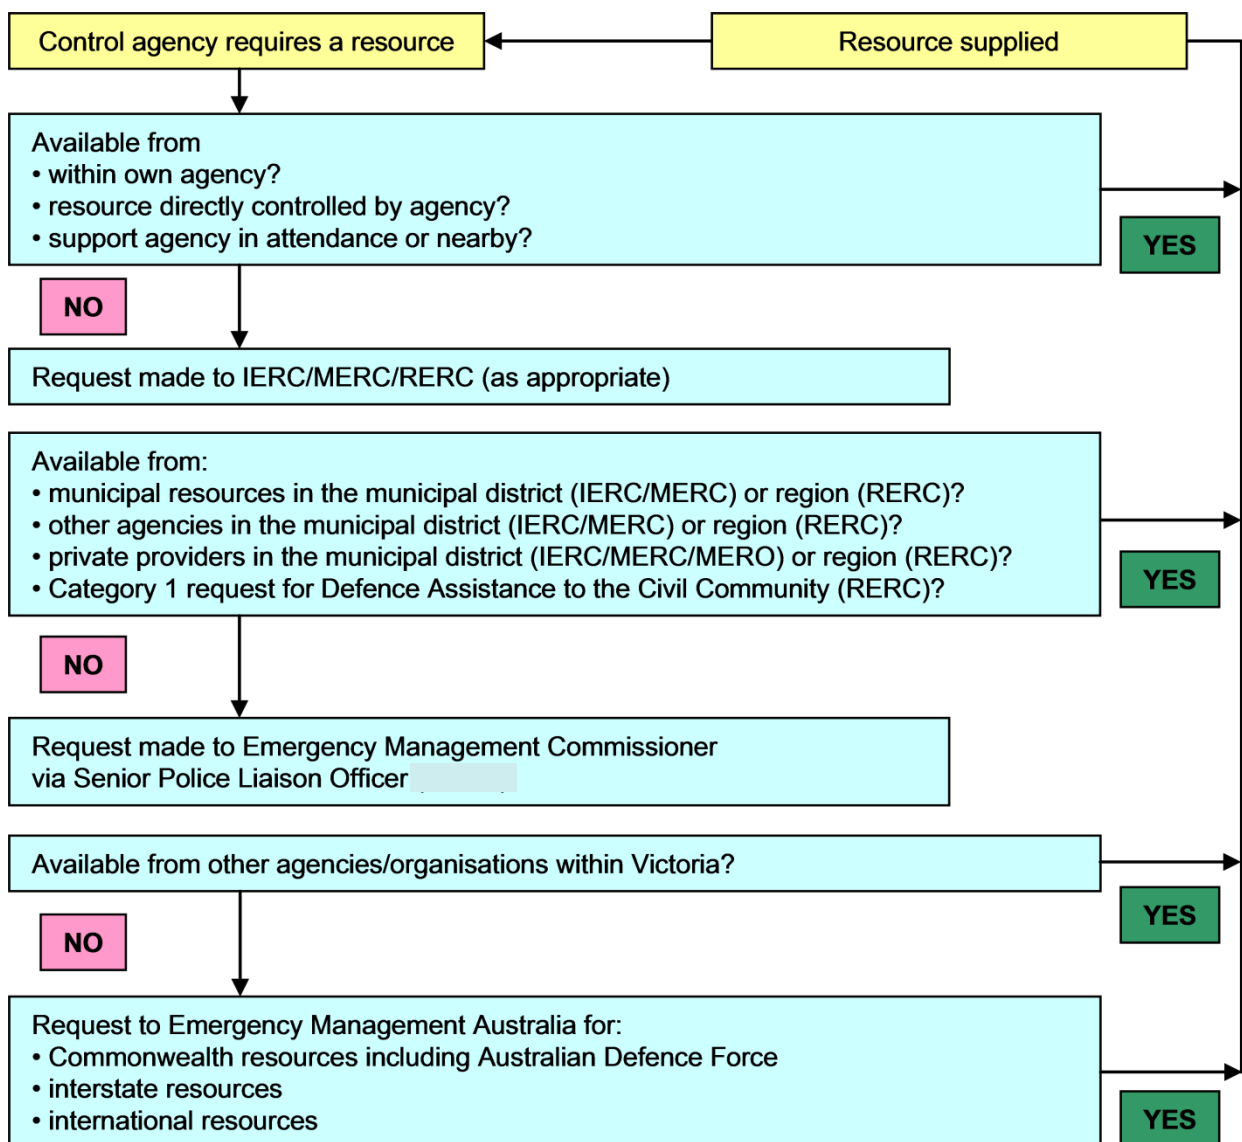 Control agency requires a resource
Resource supplied
Available from
• within own agency?
• resource directly controlled by agency?
• support agency in attendance or nearby?
YES
NO
Request made to IERC/MERC/RERC (as appropriate)
Available from:
• municipal resources in the municipal district (IERC/MERC) or region (RERC)?
• other agencies in the municipal district (IERC/MERC) or region (RERC)?
• private providers in the municipal district (IERC/MERC/MERO) or region (RERC)?
• Category 1 request for Defence Assistance to the Civil Community (RERC)?
YES
NO
Request made to Emergency Management Commissioner
via Senior Police Liaison Officer
Available from other agencies/organisations within Victoria?
YES
NO
Request to Emergency Management Australia for:
• Commonwealth resources including Australian Defence Force
• interstate resources
• international resources
YES